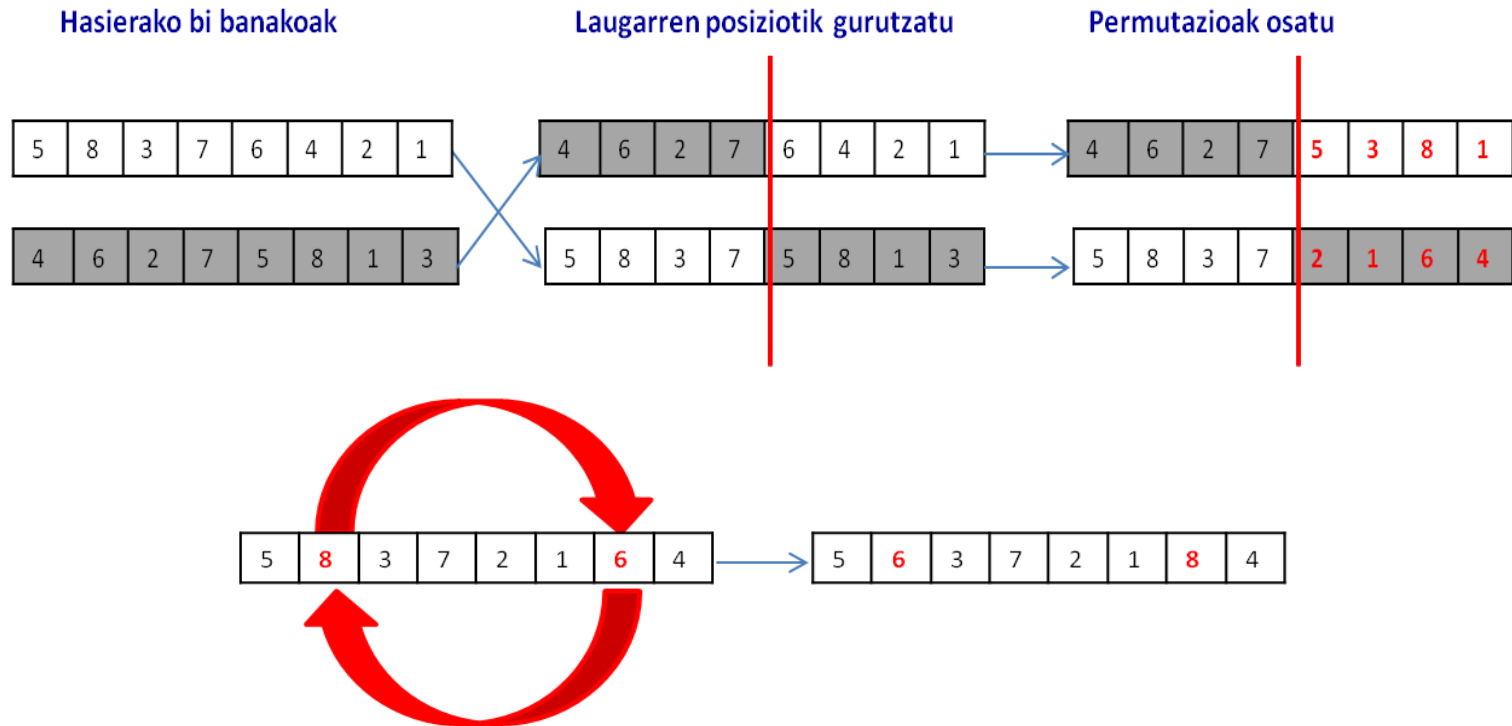 Hasierako bi banakoak Laugarren posiziotik gurutzatu Permutazioak osatu
5 8 3 7 6 4 2 1 4 6 2 7 6 4 2 1 4 6 2 7 5 3 8 1
4 6 2 7 5 8 1 3 5 8 3 7 5 8 1 3 5 8 3 7 2 1 6 4
5 8 3 7 2 1 6 4 5 6 3 7 2 1 8 4